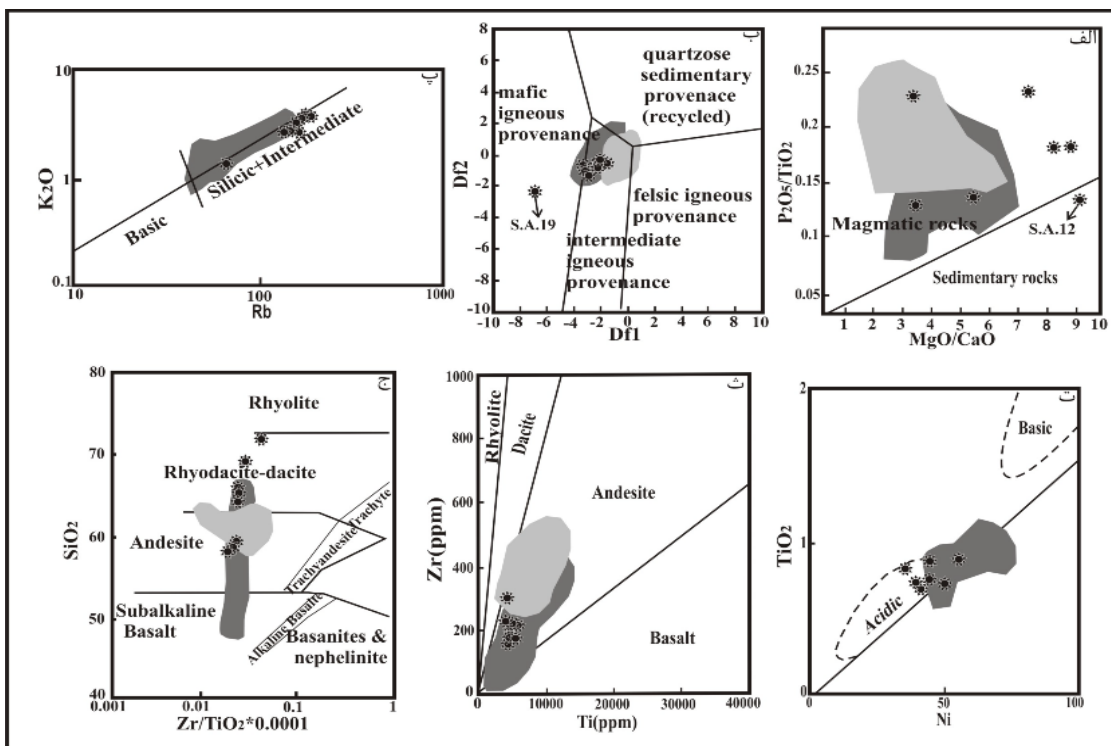 پ
10
1
0.1
K₂O
Basic
Silicic+Intermediate
10
100
1000
Rb
ب
8
6
4
2
0
-2
-4
-6
-8
-10
Df2
mafic
igneous
provenance
quartzose
sedimentary
provenace
(recycled)
felsic igneous
provenance
intermediate
igneous
provenance
S.A.19
-10 -8 -6 -4 -2 0 2 4 6 8 10
Df1
الف
0.25
0.2
0.15
0.1
0.05
P₂O₅/TiO₂
Magmatic rocks
S.A.12
Sedimentary rocks
1 2 3 4 5 6 7 8 9 10
MgO/CaO
ج
80
70
60
50
40
SiO₂
Rhyolite
Rhyodacite-dacite
Andesite
Trachyandesite
Trachyte
Subalkaline
Basalt
Alkaline Basalte
Basanites &
nephelinite
0.001 0.01 0.1 1
Zr/TiO₂*0.0001
ث
1000
800
600
400
200
0
Zr(ppm)
Rhyolite
Dacite
Andesite
Basalt
0 10000 20000 30000 40000
Ti(ppm)
ت
2
1
0
TiO₂
Basic
Acidic
0 50 100
Ni